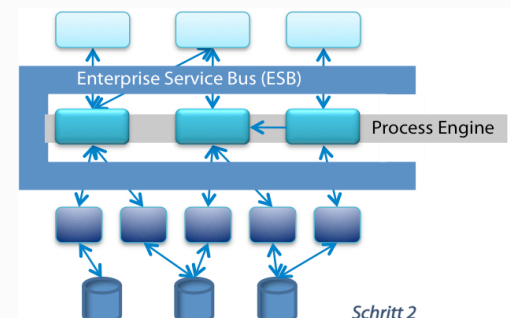 Enterprise Service Bus (ESB)
Process Engine
Schritt 2